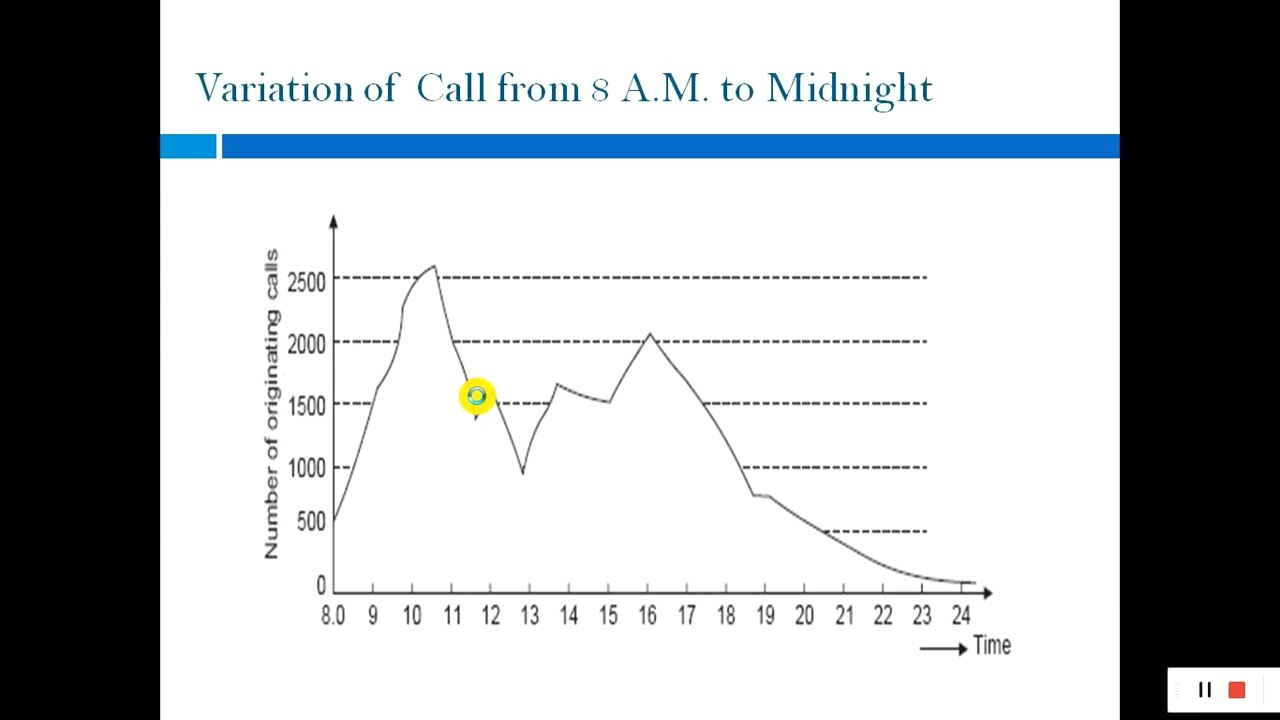 Variation of Call from 8 A.M. to Midnight
Number of originating calls
2500
2000
1500
1000
500
0
8.0 9 10 11 12 13 14 15 16 17 18 19 20 21 22 23 24
Time